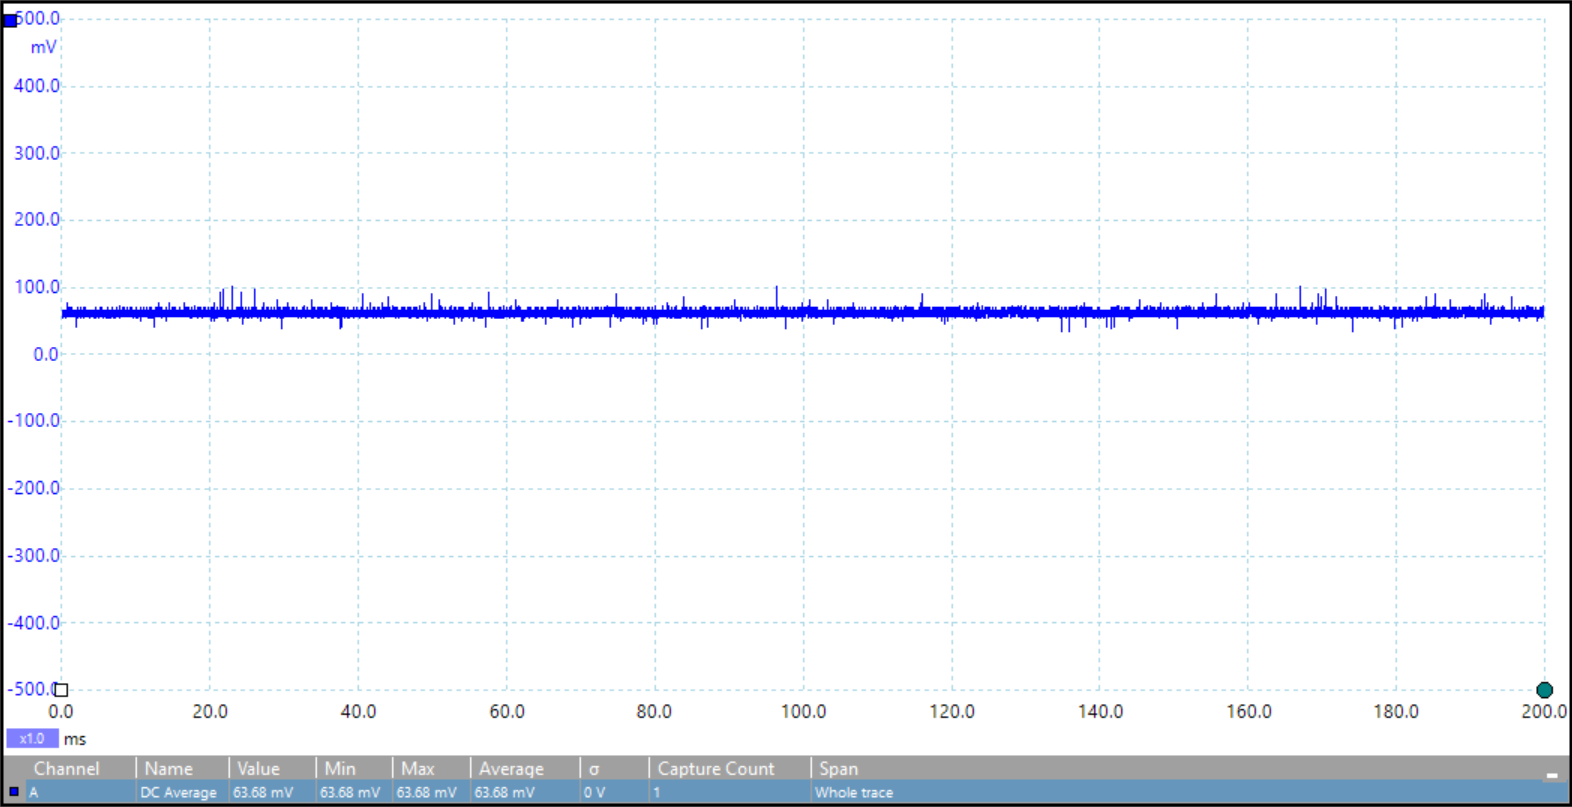 500.0
mV
400.0
300.0
200.0
100.0
0.0
-100.0
-200.0
-300.0
-400.0
-500.0
0.0 20.0 40.0 60.0 80.0 100.0 120.0 140.0 160.0 180.0 200.0
x1.0 ms
Channel Name Value Min Max Average σ Capture Count Span
A DC Average 63.68 mV 63.68 mV 63.68 mV 63.68 mV 0 V 1 Whole trace